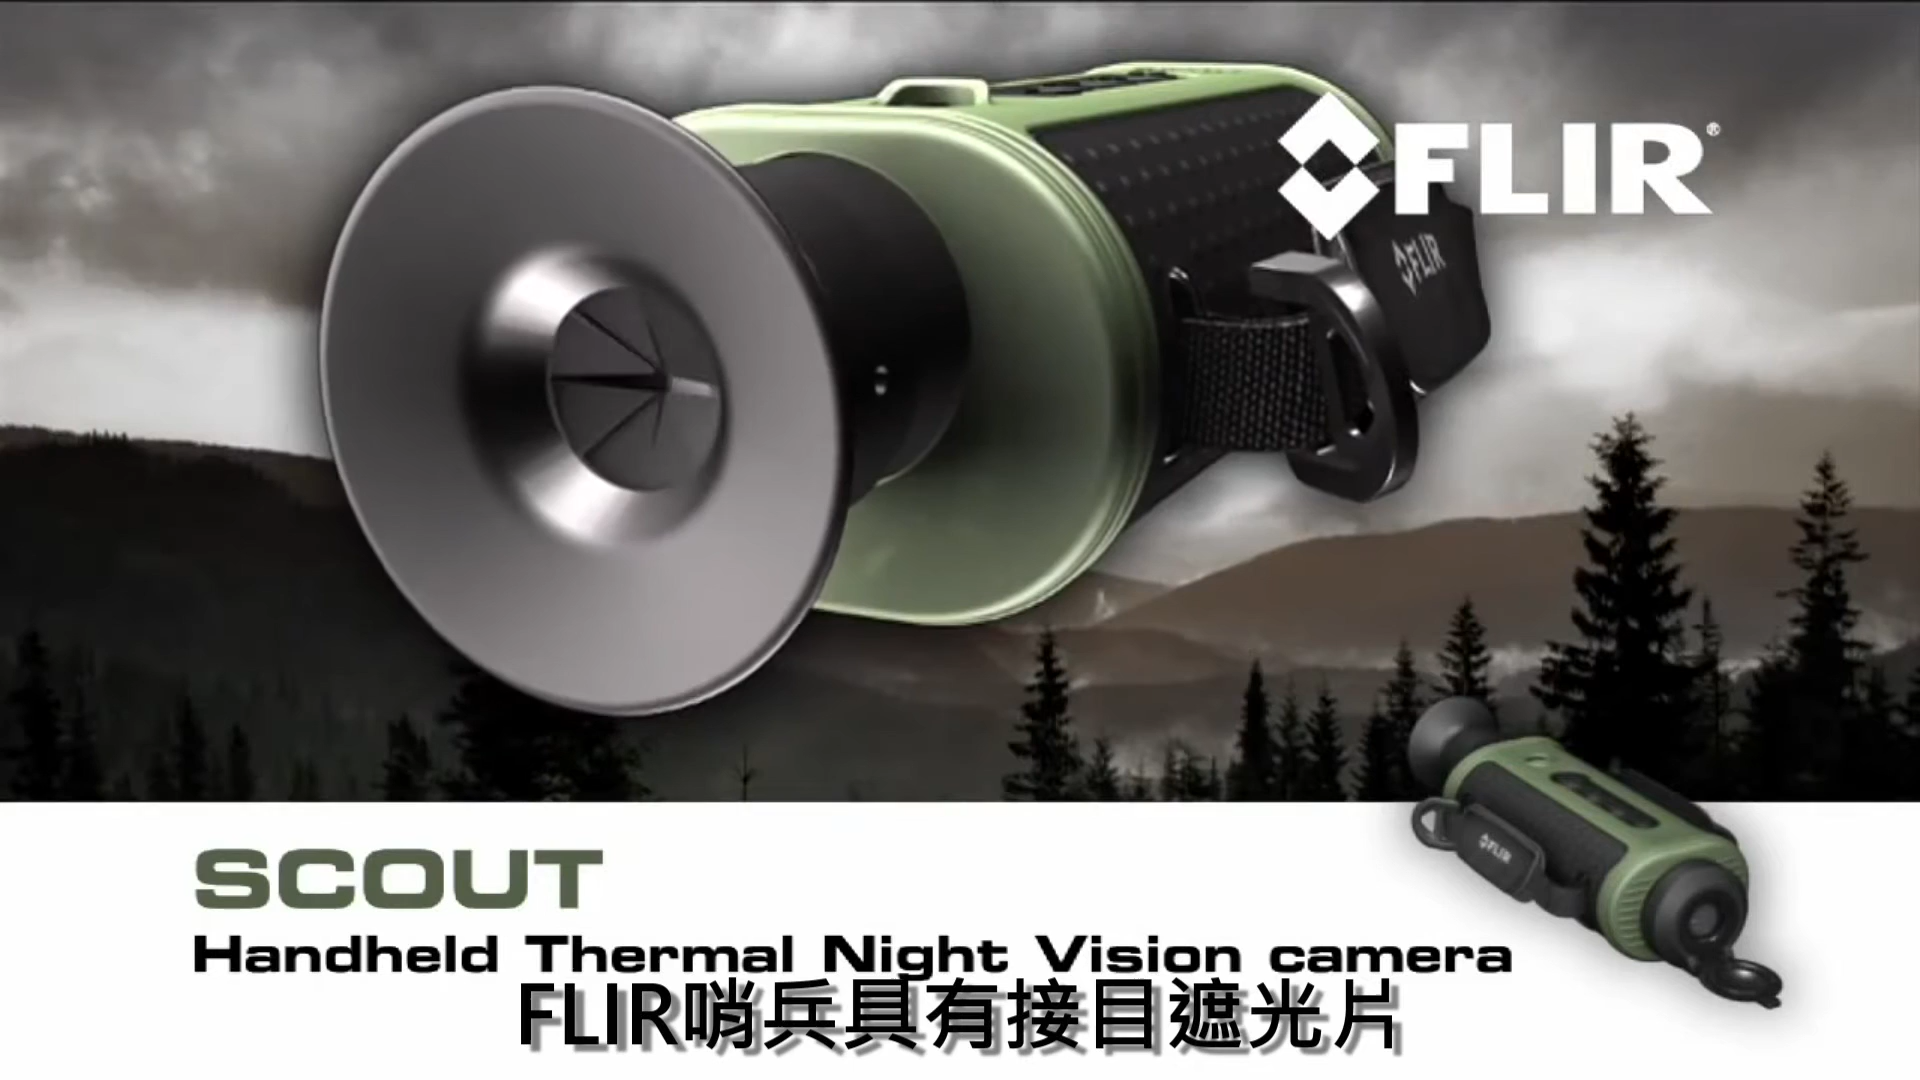 FLIR®
FLIR
FLIR
SCOUT
Handheld Thermal Night Vision camera
FLIR哨兵具有接目遮光片